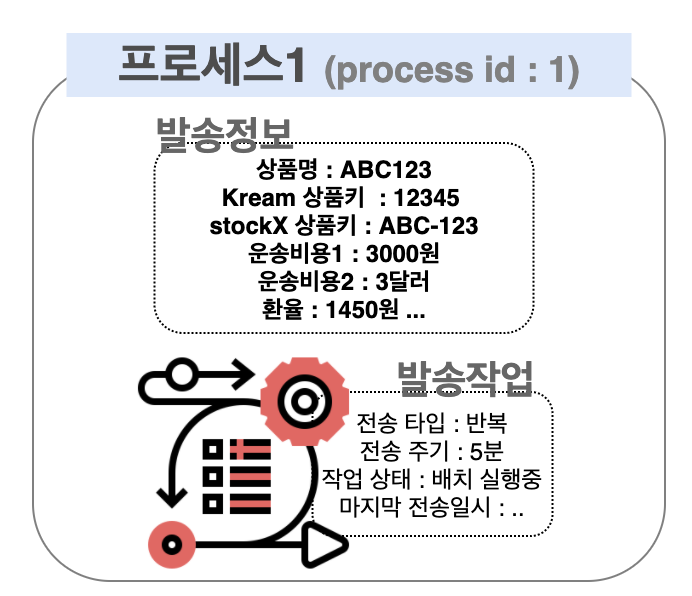 프로세스1 (process id : 1)
발송정보
상품명 : ABC123
Kream 상품키  : 12345
stockX 상품키 : ABC-123
운송비용1 : 3000원
운송비용2 : 3달러
환율 : 1450원 ...
발송작업
전송 타입 : 반복
전송 주기 : 5분
작업 상태 : 배치 실행중
마지막 전송일시 : ..